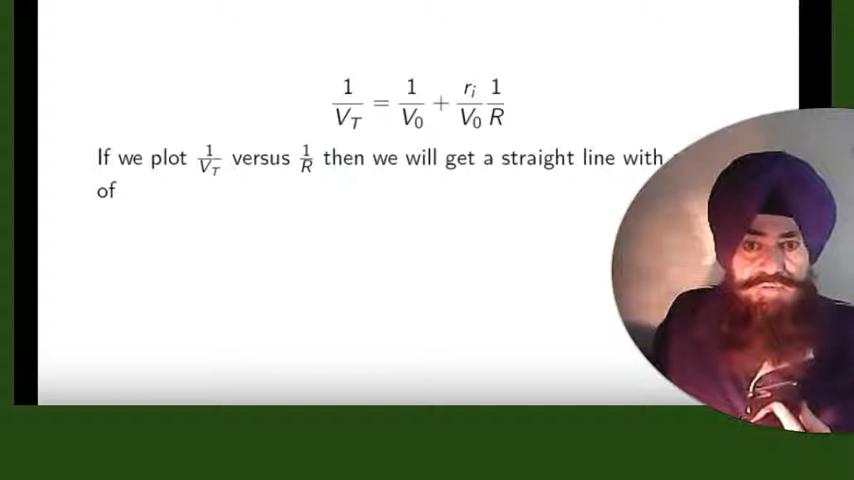 1/V_T = 1/V_0 + r_i/V_0 1/R
If we plot 1/V_T versus 1/R then we will get a straight line with
of